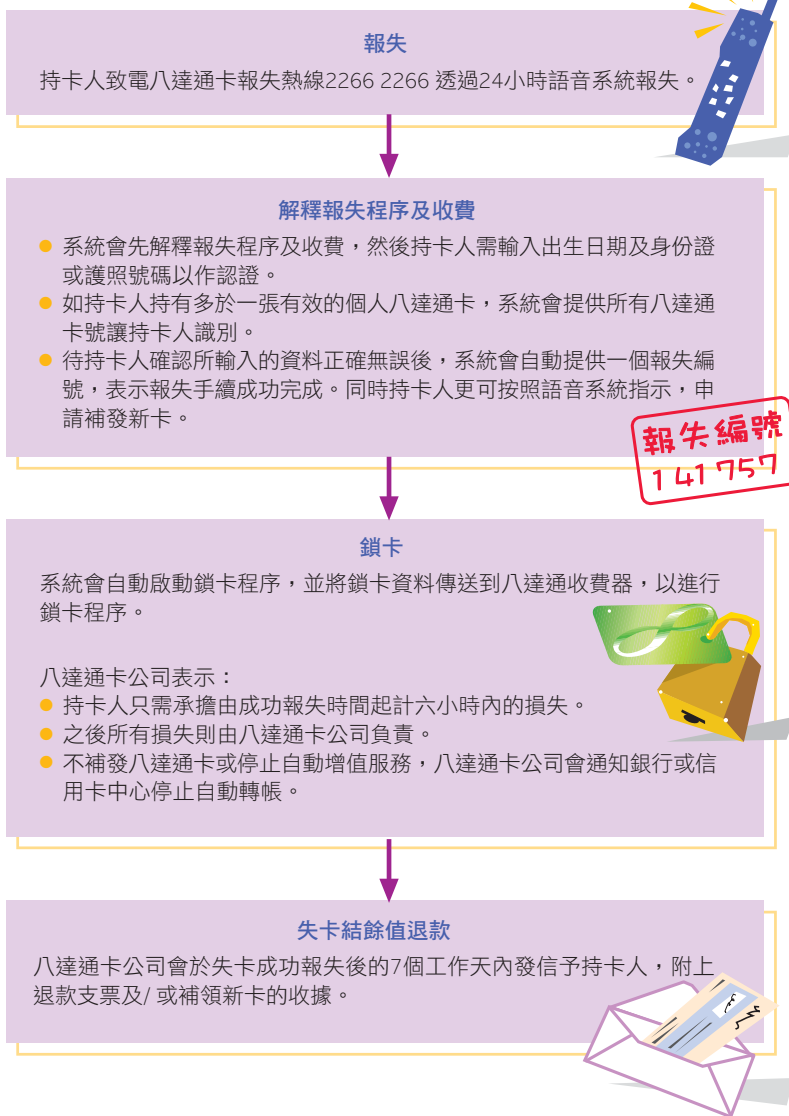 報失
持卡人致電八達通卡報失熱線2266 2266 透過24小時語音系統報失。
解釋報失程序及收費
系統會先解釋報失程序及收費，然後持卡人需輸入出生日期及身份證
或護照號碼以作認證。
如持卡人持有多於一張有效的個人八達通卡，系統會提供所有八達通
卡號讓持卡人識別。
待持卡人確認所輸入的資料正確無誤後，系統會自動提供一個報失編
號，表示報失手續成功完成。同時持卡人更可按照語音系統指示，申
請補發新卡。
報失編號
141757
鎖卡
系統會自動啟動鎖卡程序，並將鎖卡資料傳送到八達通收費器，以進行
鎖卡程序。
八達通卡公司表示：
持卡人只需承擔由成功報失時間起計六小時內的損失。
之後所有損失則由八達通卡公司負責。
不補發八達通卡或停止自動增值服務，八達通卡公司會通知銀行或信
用卡中心停止自動轉帳。
失卡結餘值退款
八達通卡公司會於失卡成功報失後的7個工作天內發信予持卡人，附上
退款支票及/ 或補領新卡的收據。